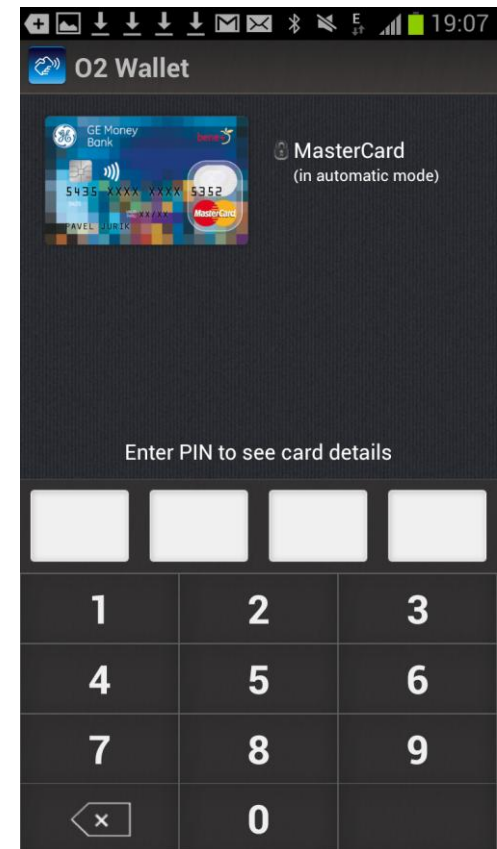 E
19:07
O2 Wallet
GE Money
Bank
bene
MasterCard
(in automatic mode)
5435 XXXX XXXX 5352
XX/XX
MasterCard
PAVEL JURIK
Enter PIN to see card details
1 2 3
4 5 6
7 8 9
0